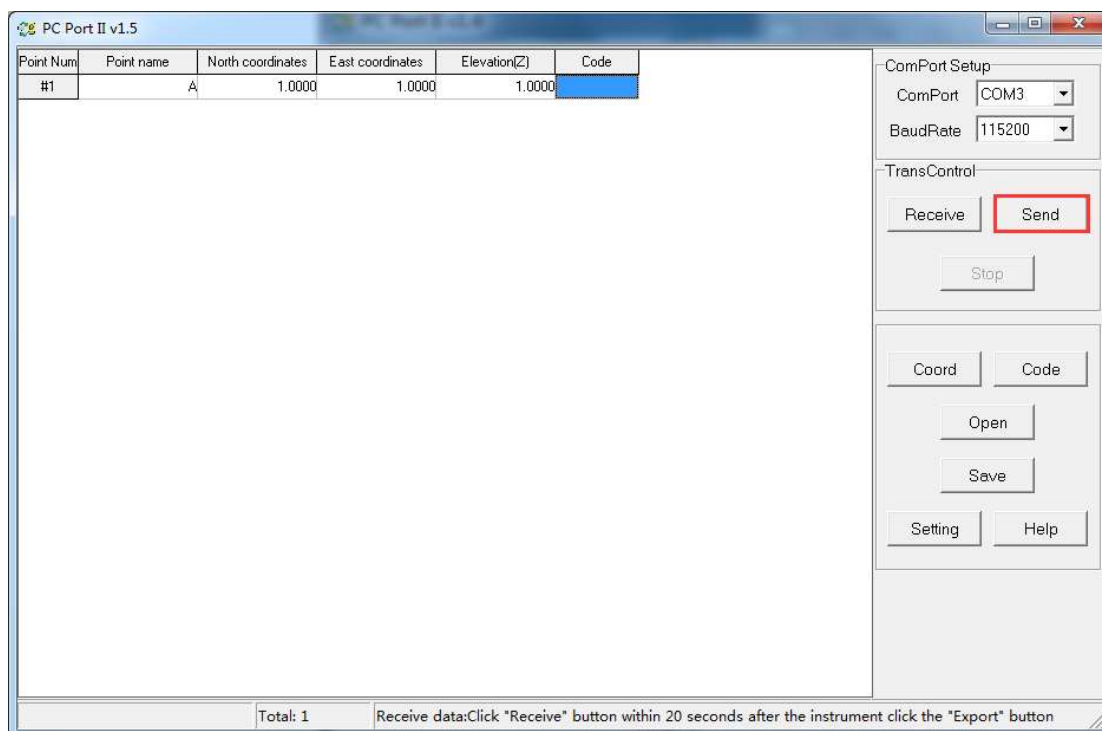 PC Port II v1.5
Point Num Point name North coordinates East coordinates Elevation(Z) Code
#1 A 1.0000 1.0000 1.0000
ComPort Setup
ComPort COM3
BaudRate 115200
TransControl
Receive Send
Stop
Coord Code
Open
Save
Setting Help
Total: 1 Receive data:Click "Receive" button within 20 seconds after the instrument click the "Export" button